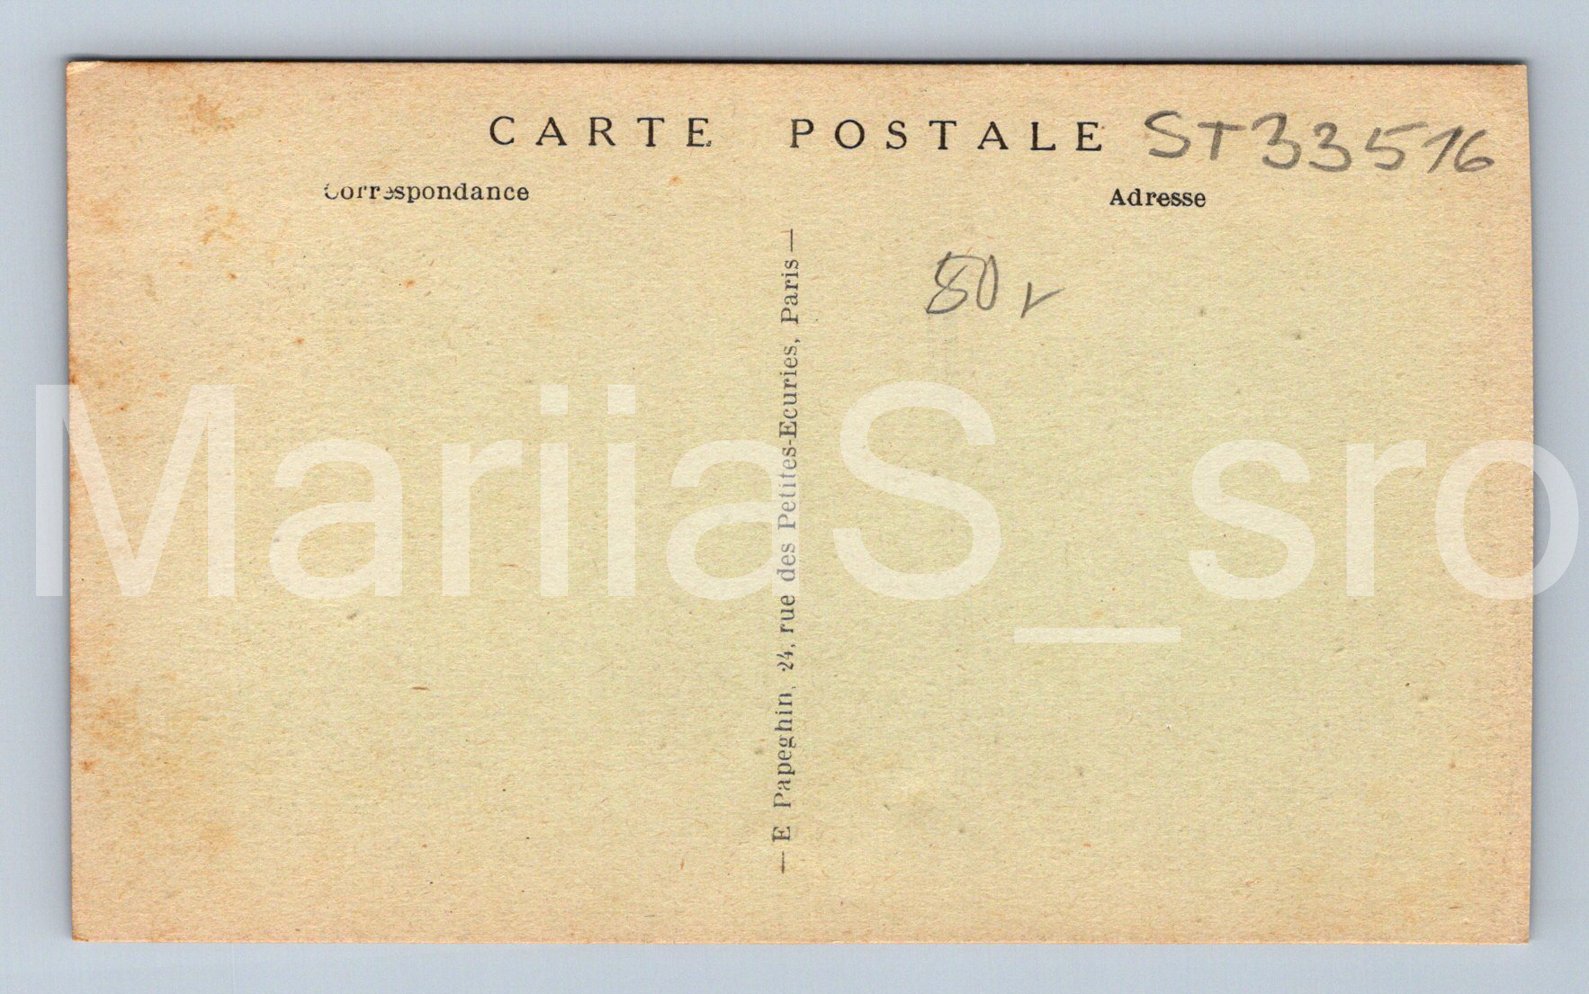 CARTE POSTALE ST33516
Correspondance
Adresse
80
— E Papeghin, 24, rue des Petites-Ecuries, Paris —
MariiaS_sro